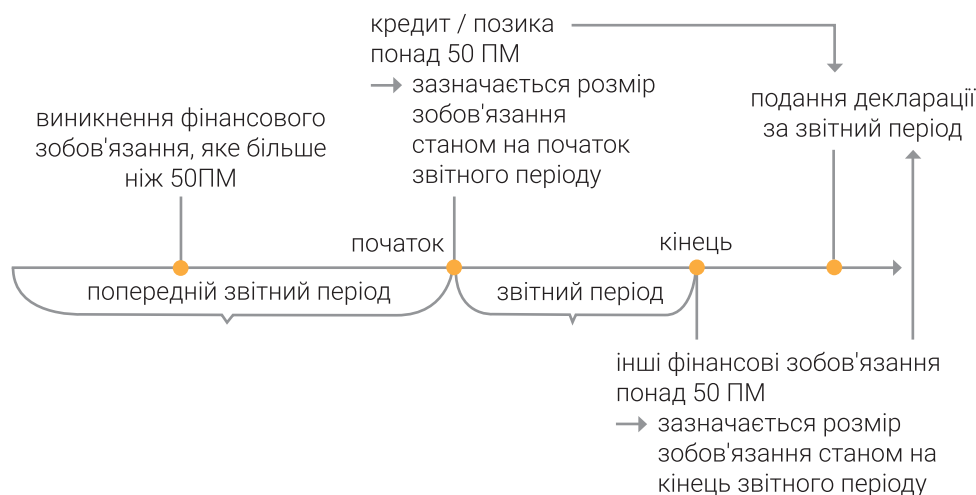 кредит / позика
понад 50 ПМ
зазначається розмір
зобов'язання
станом на початок
звітного періоду
подання декларації
за звітний період
виникнення фінансового
зобов'язання, яке більше
ніж 50ПМ
початок
кінець
попередній звітний період
звітний період
інші фінансові зобов'язання
понад 50 ПМ
зазначається розмір
зобов'язання станом на
кінець звітного періоду